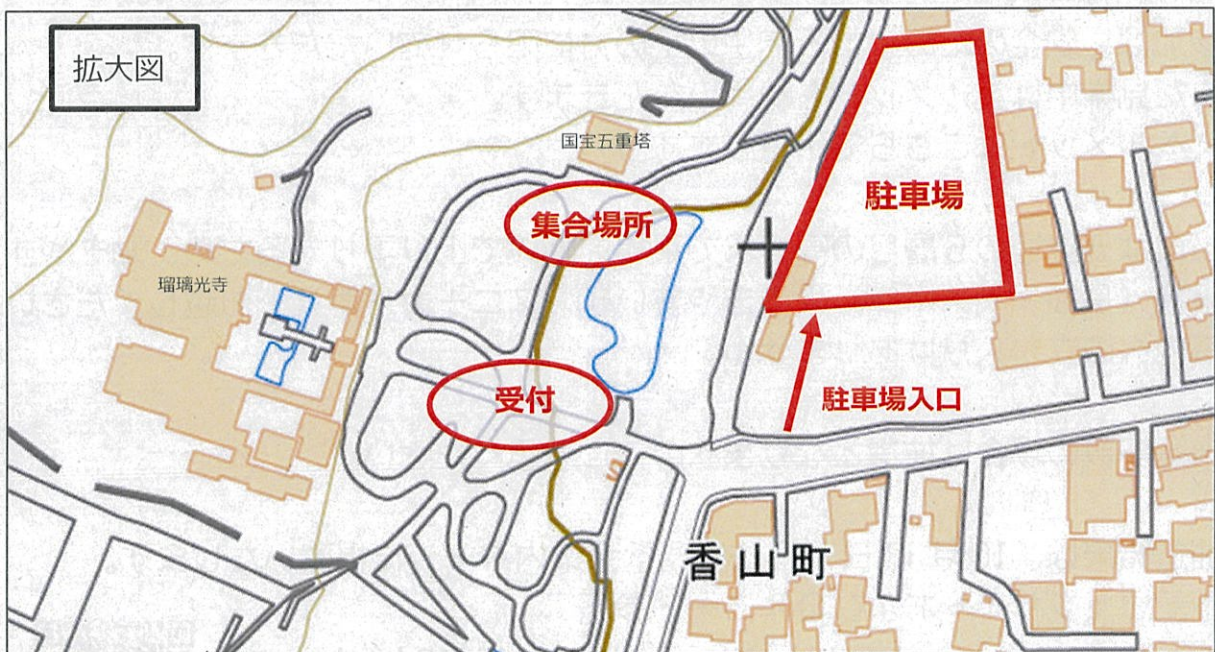 拡大図
国宝五重塔
集合場所
駐車場
瑠璃光寺
受付
駐車場入口
香山町